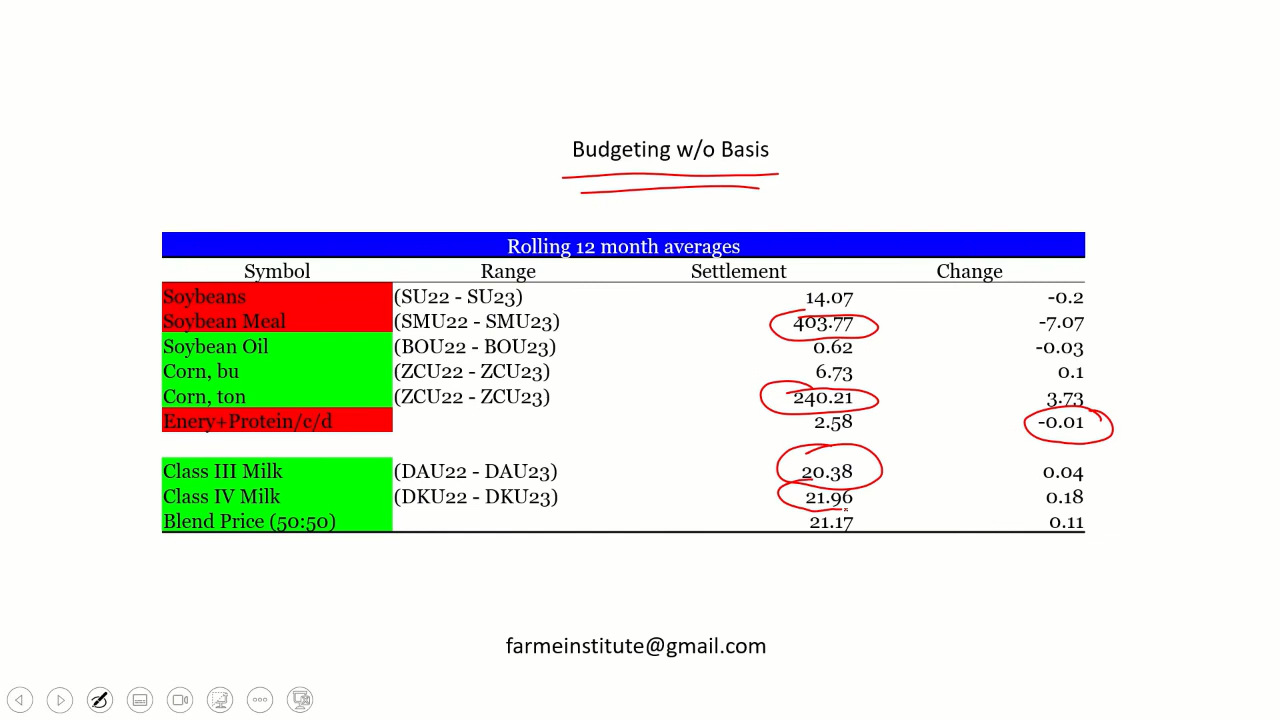 Budgeting w/o Basis
Rolling 12 month averages
Symbol Range Settlement Change
Soybeans (SU22 - SU23) 14.07 -0.2
Soybean Meal (SMU22 - SMU23) 403.77 -7.07
Soybean Oil (BOU22 - BOU23) 0.62 -0.03
Corn, bu (ZCU22 - ZCU23) 6.73 0.1
Corn, ton (ZCU22 - ZCU23) 240.21 3.73
Enery+Protein/c/d 2.58 -0.01
Class III Milk (DAU22 - DAU23) 20.38 0.04
Class IV Milk (DKU22 - DKU23) 21.96 0.18
Blend Price (50:50) 21.17 0.11
farmeinstitute@gmail.com